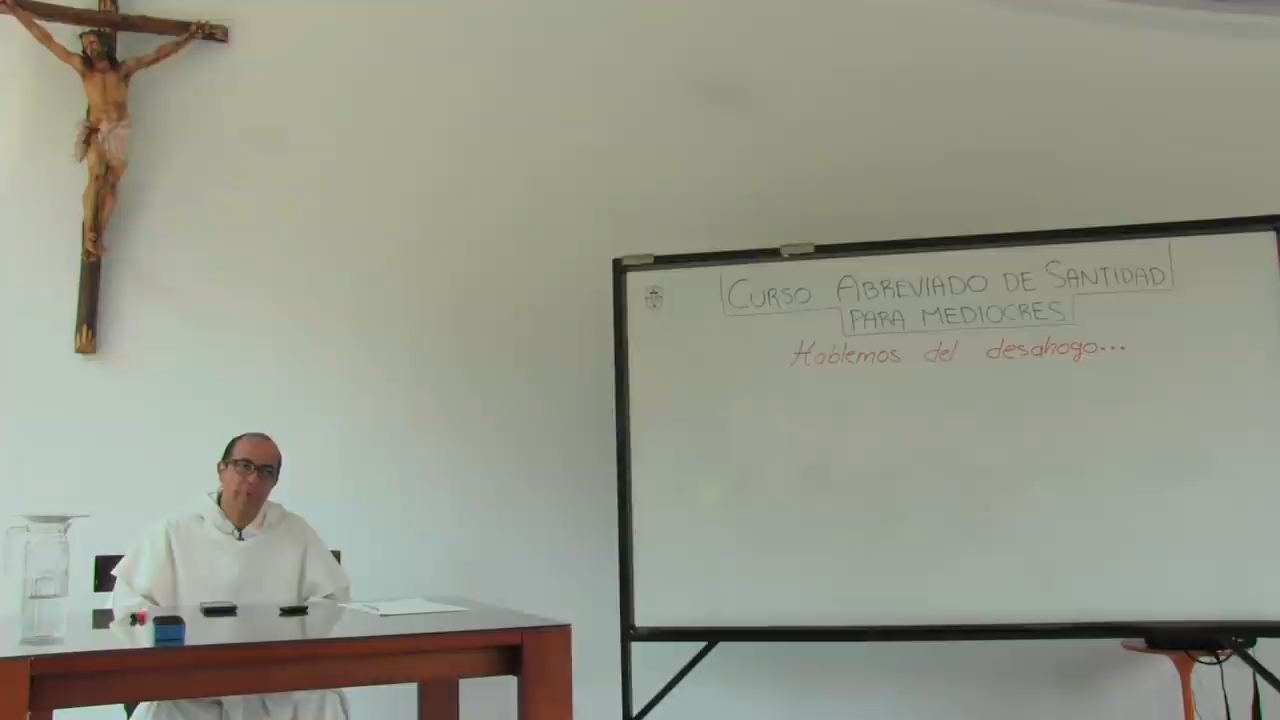 CURSO ABREVIADO DE SANTIDAD
PARA MEDIOCRES
Hablemos del desahogo...